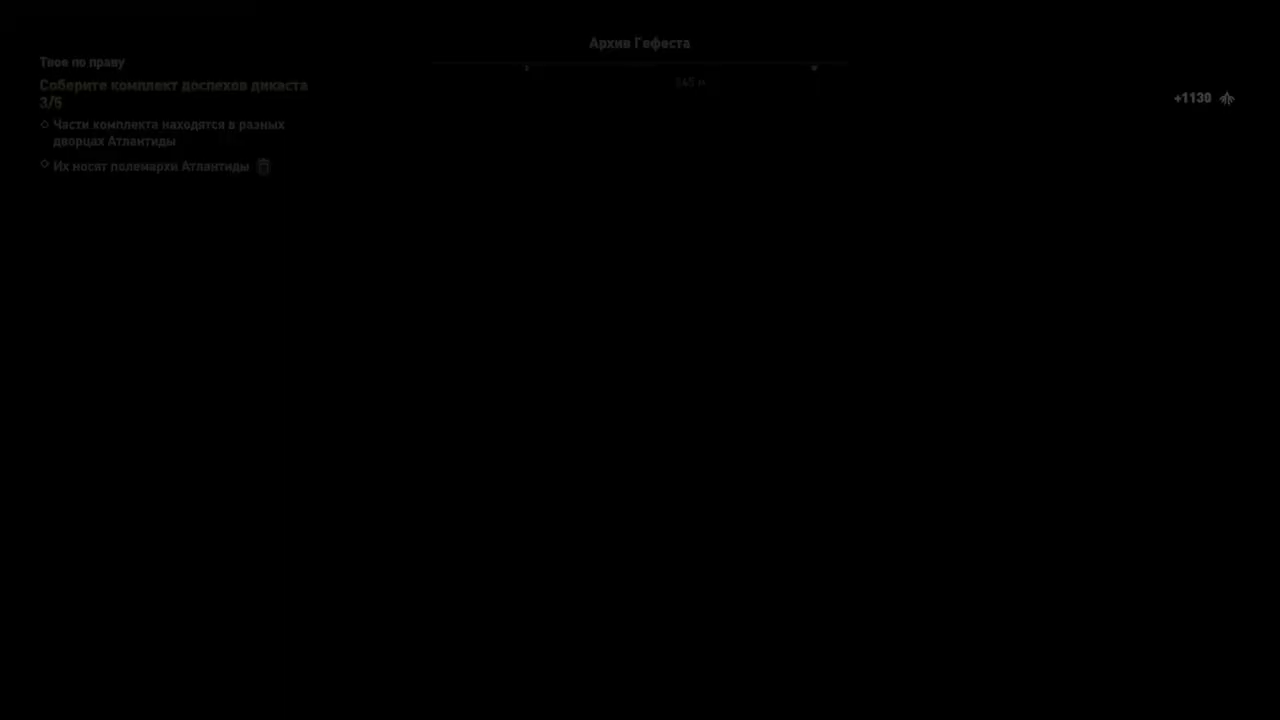 Архив Гефеста
Твое по праву
Соберите комплект доспехов дикаста
3/5
145 м
+1130
Части комплекта находятся в разных
дворцах Атлантиды
Их носят полемархи Атлантиды